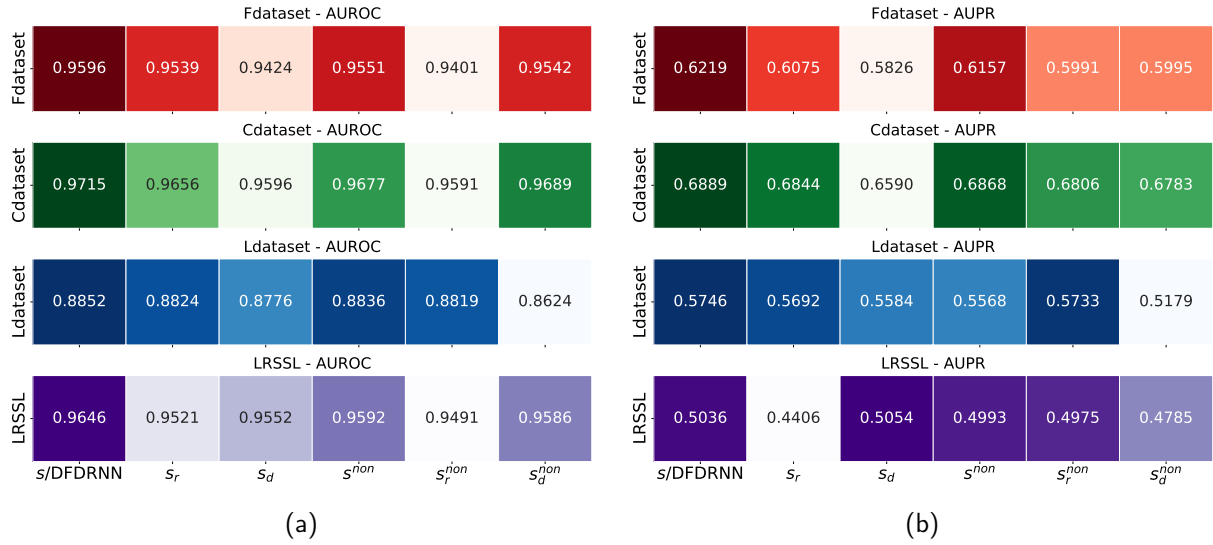 Fdataset - AUROC
Fdataset
0.9596 0.9539 0.9424 0.9551 0.9401 0.9542
Cdataset - AUROC
Cdataset
0.9715 0.9656 0.9596 0.9677 0.9591 0.9689
Ldataset - AUROC
Ldataset
0.8852 0.8824 0.8776 0.8836 0.8819 0.8624
LRSSL - AUROC
LRSSL
0.9646 0.9521 0.9552 0.9592 0.9491 0.9586
s/DFDRNN s_r s_d s^{non} s_r^{non} s_d^{non}
(a)
Fdataset - AUPR
Fdataset
0.6219 0.6075 0.5826 0.6157 0.5991 0.5995
Cdataset - AUPR
Cdataset
0.6889 0.6844 0.6590 0.6868 0.6806 0.6783
Ldataset - AUPR
Ldataset
0.5746 0.5692 0.5584 0.5568 0.5733 0.5179
LRSSL - AUPR
LRSSL
0.5036 0.4406 0.5054 0.4993 0.4975 0.4785
s/DFDRNN s_r s_d s^{non} s_r^{non} s_d^{non}
(b)